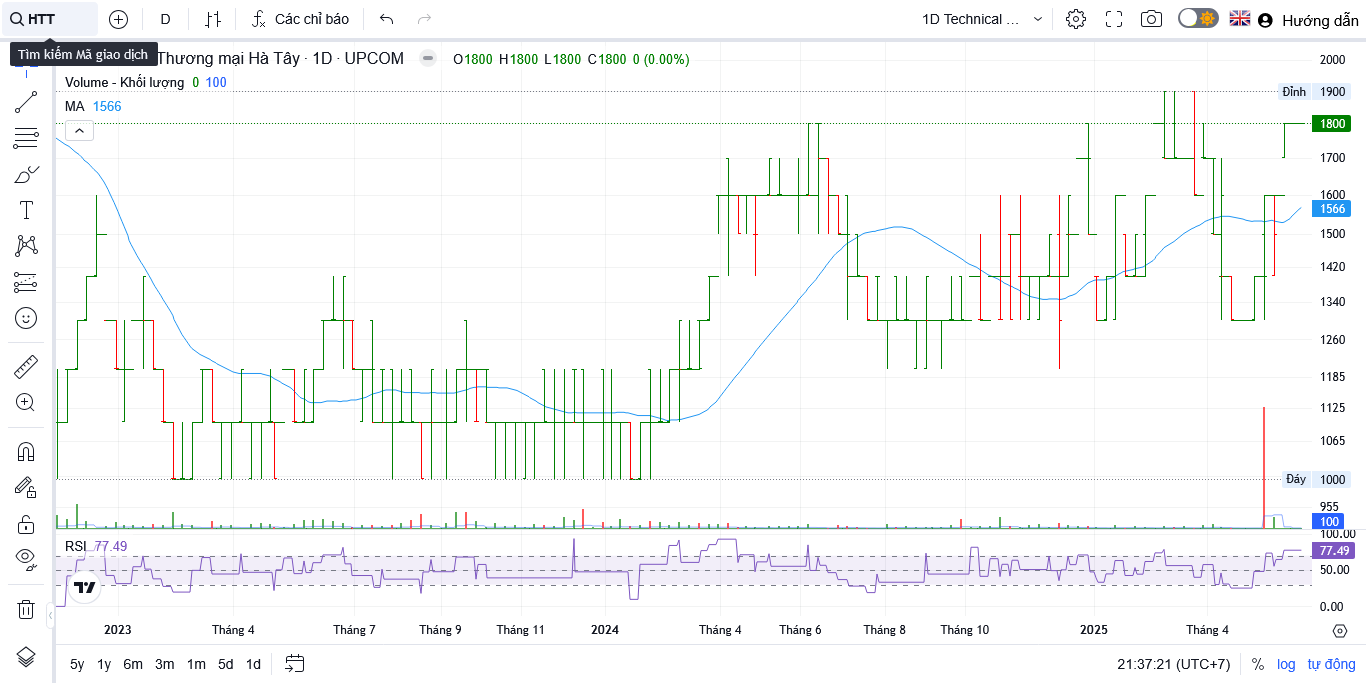 HTT D Các chỉ báo 1D Technical ... Hướng dẫn
Tìm kiếm Mã giao dịch Thương mại Hà Tây · 1D · UPCOM O1800 H1800 L1800 C1800 0 (0.00%)
Volume - Khối lượng 0 100
MA 1566
2000
Đỉnh 1900
1800
1700
1600
1566
1500
1420
1340
1260
1185
1125
1065
Đáy 1000
955
100
100.00
RSI 77.49
77.49
50.00
0.00
2023 Tháng 4 Tháng 7 Tháng 9 Tháng 11 2024 Tháng 4 Tháng 6 Tháng 8 Tháng 10 2025 Tháng 4
5y 1y 6m 3m 1m 5d 1d 21:37:21 (UTC+7) % log tự động